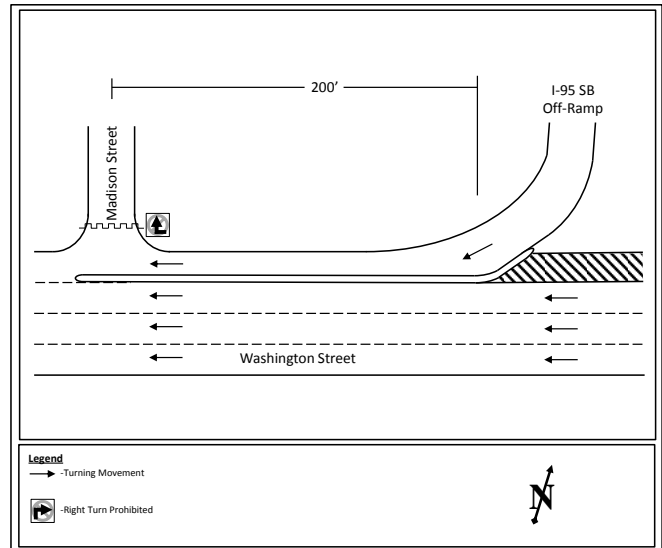 200’
I-95 SB
Off-Ramp
Madison Street
Washington Street
Legend
-Turning Movement
-Right Turn Prohibited
N